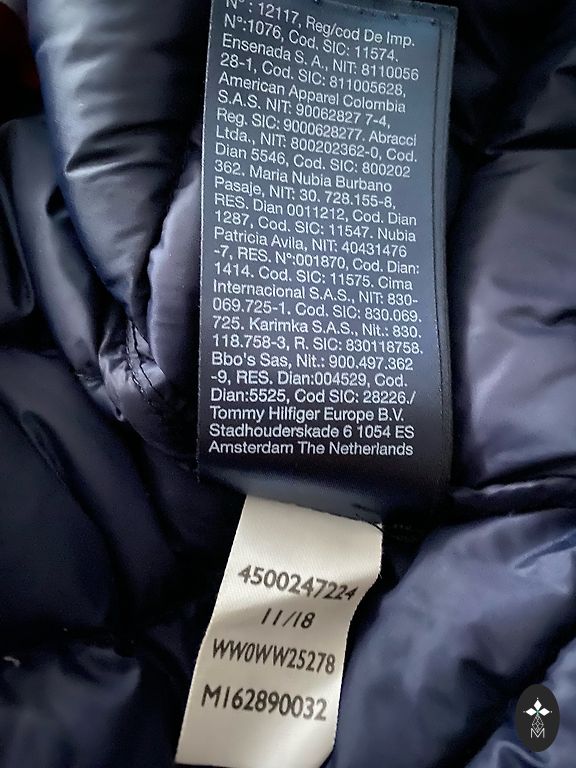 N°: 12117, Reg/cod De Imp.
N°:1076, Cod. SIC: 11574.
Ensenada S. A., NIT: 8110056
28-1, Cod. SIC: 811005628,
American Apparel Colombia
S.A.S. NIT: 90062827 7-4,
Reg. SIC: 9000628277. Abracci
Ltda., NIT: 800202362-0, Cod.
Dian 5546, Cod. SIC: 800202
362. Maria Nubia Burbano
Pasaje, NIT: 30. 728.155-8,
RES. Dian 0011212, Cod. Dian
1287, Cod. SIC: 11547. Nubia
Patricia Avila, NIT: 40431476
-7, RES. N°:001870, Cod. Dian:
1414. Cod. SIC: 11575. Cima
Internacional S.A.S., NIT: 830-
069.725-1. Cod. SIC: 830.069.
725. Karimka S.A.S., Nit.: 830.
118.758-3, R. SIC: 830118758.
Bbo's Sas, Nit.: 900.497.362
-9, RES. Dian:004529, Cod.
Dian:5525, Cod SIC: 28226./
Tommy Hilfiger Europe B.V.
Stadhouderskade 6 1054 ES
Amsterdam The Netherlands
4500247224
11/18
WW0WW25278
M162890032
M